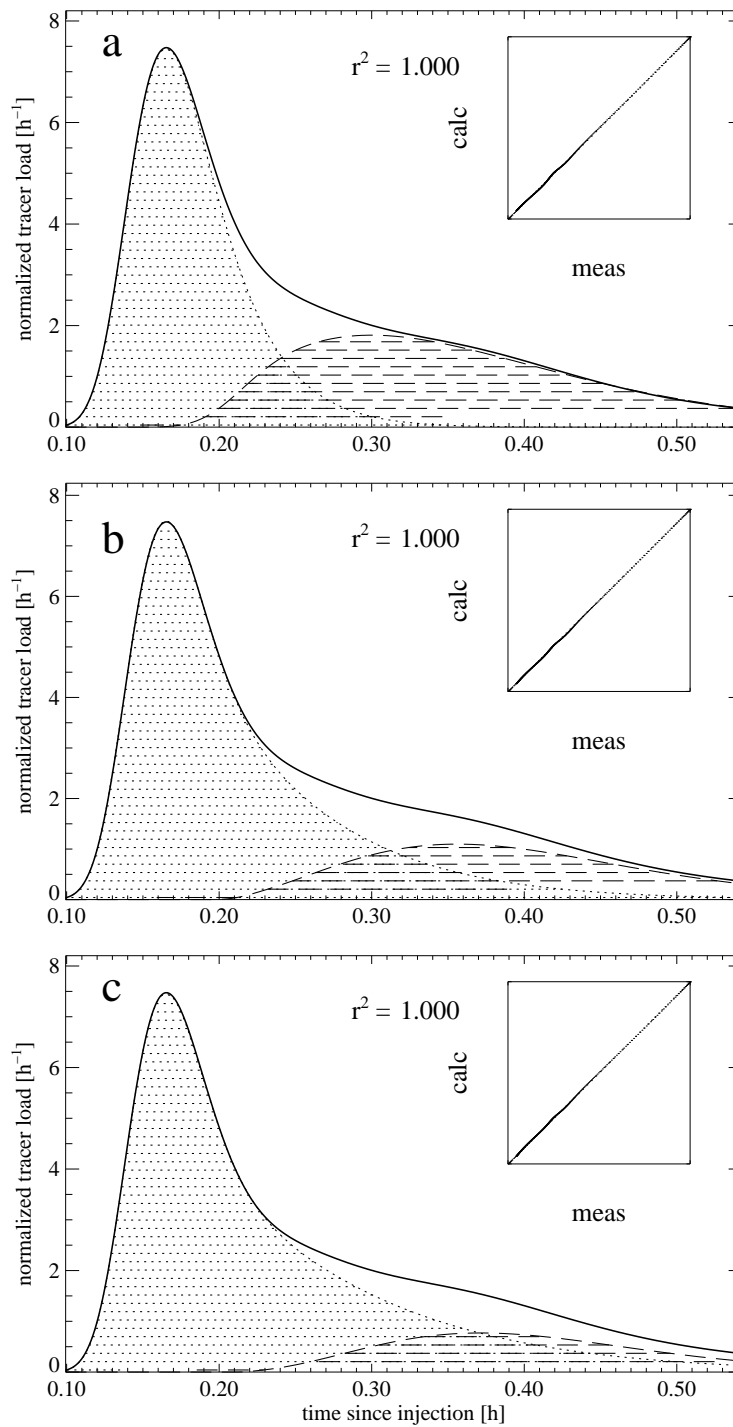 a
r² = 1.000
calc
meas
normalized tracer load [h⁻¹]
8
6
4
2
0
0.10 0.20 0.30 0.40 0.50
b
r² = 1.000
calc
meas
normalized tracer load [h⁻¹]
8
6
4
2
0
0.10 0.20 0.30 0.40 0.50
c
r² = 1.000
calc
meas
normalized tracer load [h⁻¹]
8
6
4
2
0
0.10 0.20 0.30 0.40 0.50
time since injection [h]